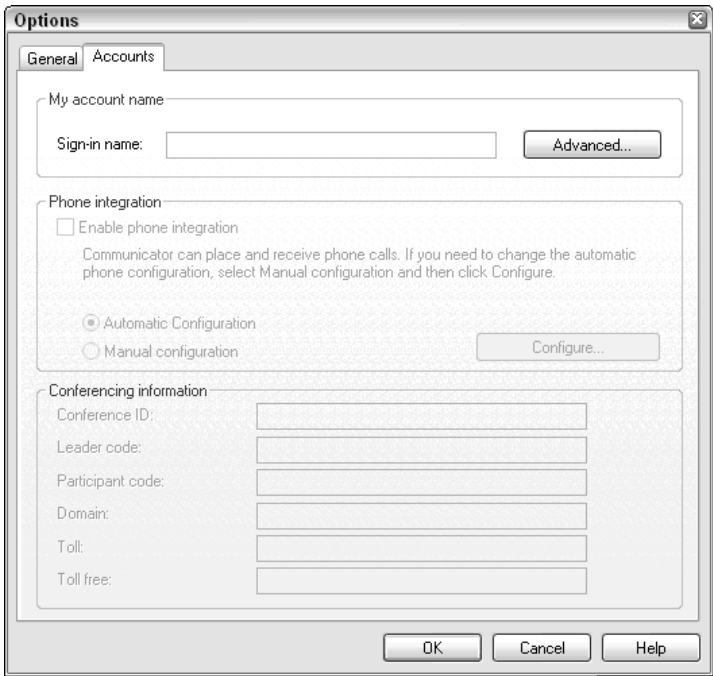 Options
General
Accounts
My account name
Sign-in name:
Advanced...
Phone integration
Enable phone integration
Communicator can place and receive phone calls. If you need to change the automatic
phone configuration, select Manual configuration and then click Configure.
Automatic Configuration
Manual configuration
Configure...
Conferencing information
Conference ID:
Leader code:
Participant code:
Domain:
Toll:
Toll free:
OK
Cancel
Help